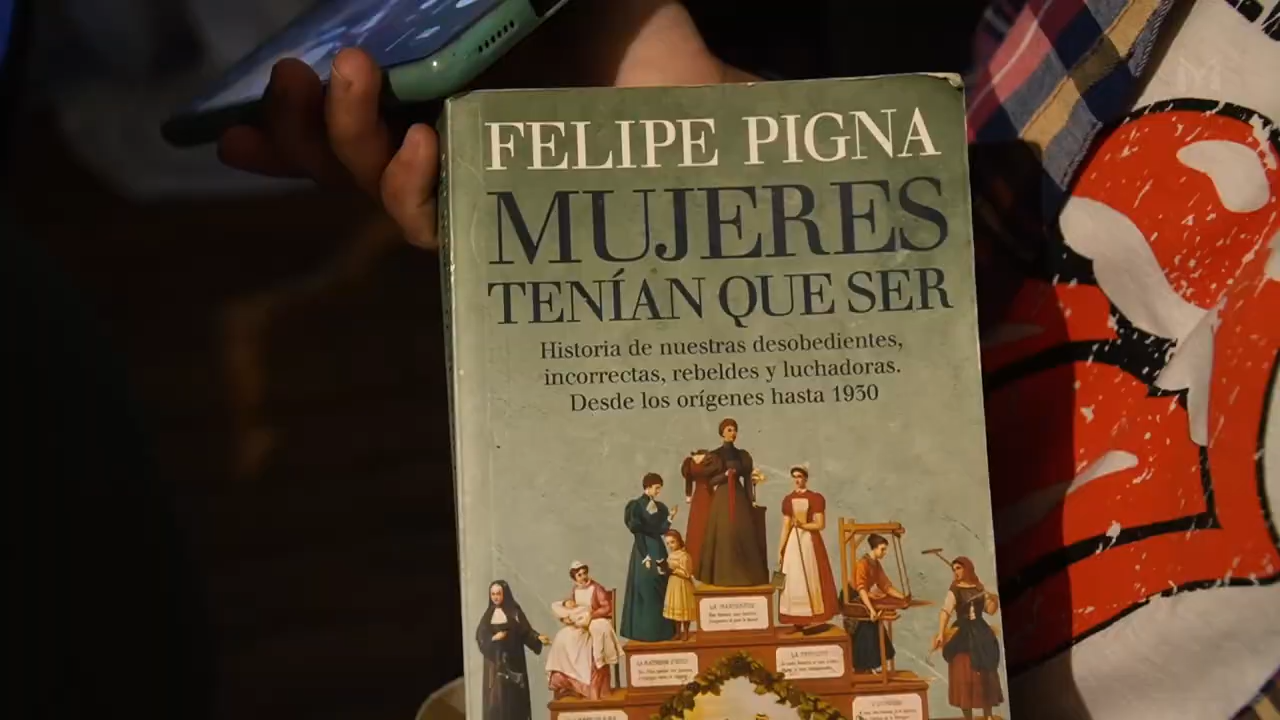 FELIPE PIGNA
MUJERES
TENÍAN QUE SER
Historia de nuestras desobedientes,
incorrectas, rebeldes y luchadoras.
Desde los orígenes hasta 1930